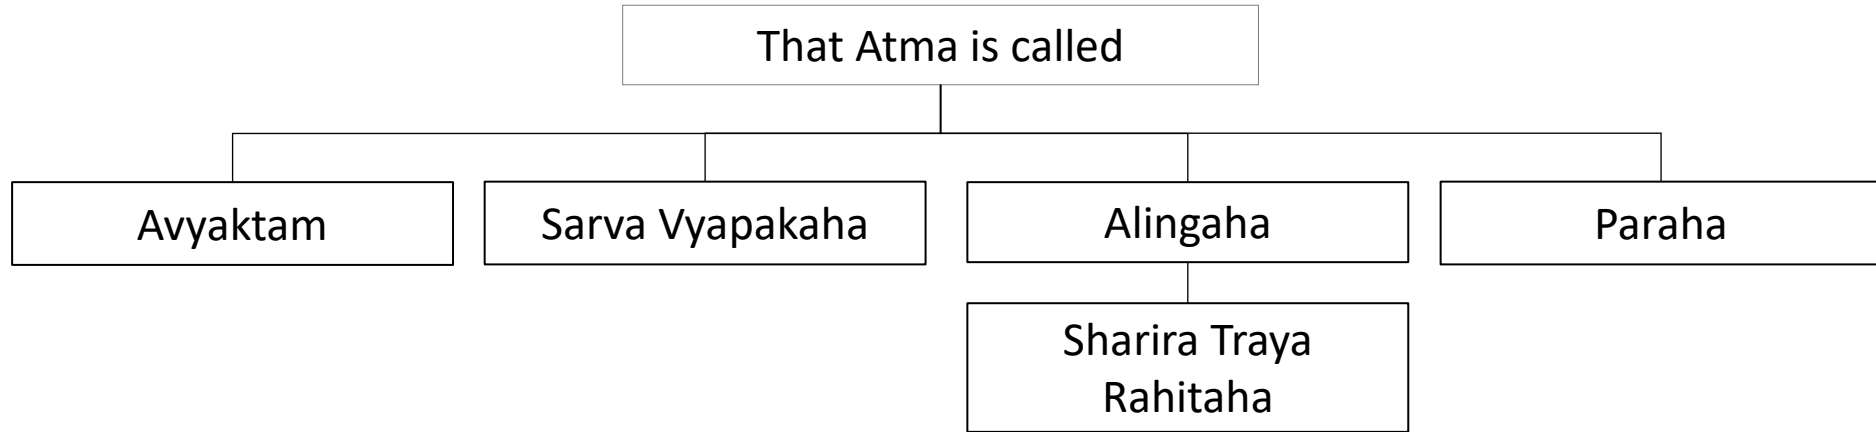 That Atma is called
Avyaktam
Sarva Vyapakaha
Alingaha
Paraha
Sharira Traya
Rahitaha